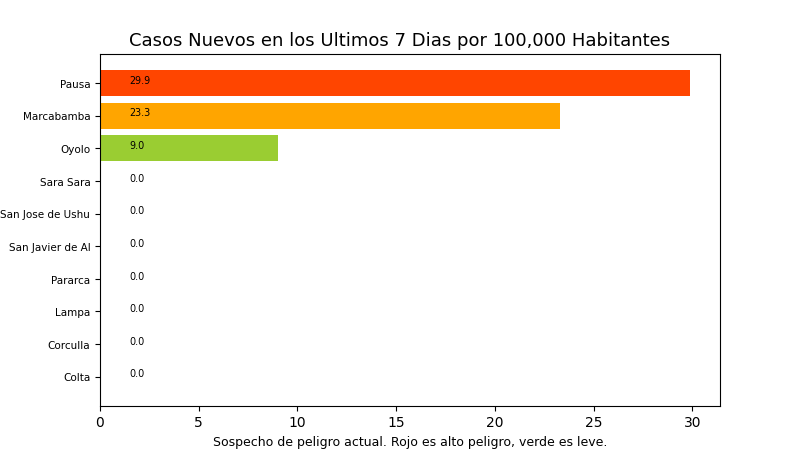 Casos Nuevos en los Ultimos 7 Dias por 100,000 Habitantes
Pausa 29.9
Marcabamba 23.3
Oyolo 9.0
Sara Sara 0.0
San Jose de Ushu 0.0
San Javier de Al 0.0
Pararca 0.0
Lampa 0.0
Corculla 0.0
Colta 0.0
0 5 10 15 20 25 30
Sospecho de peligro actual. Rojo es alto peligro, verde es leve.